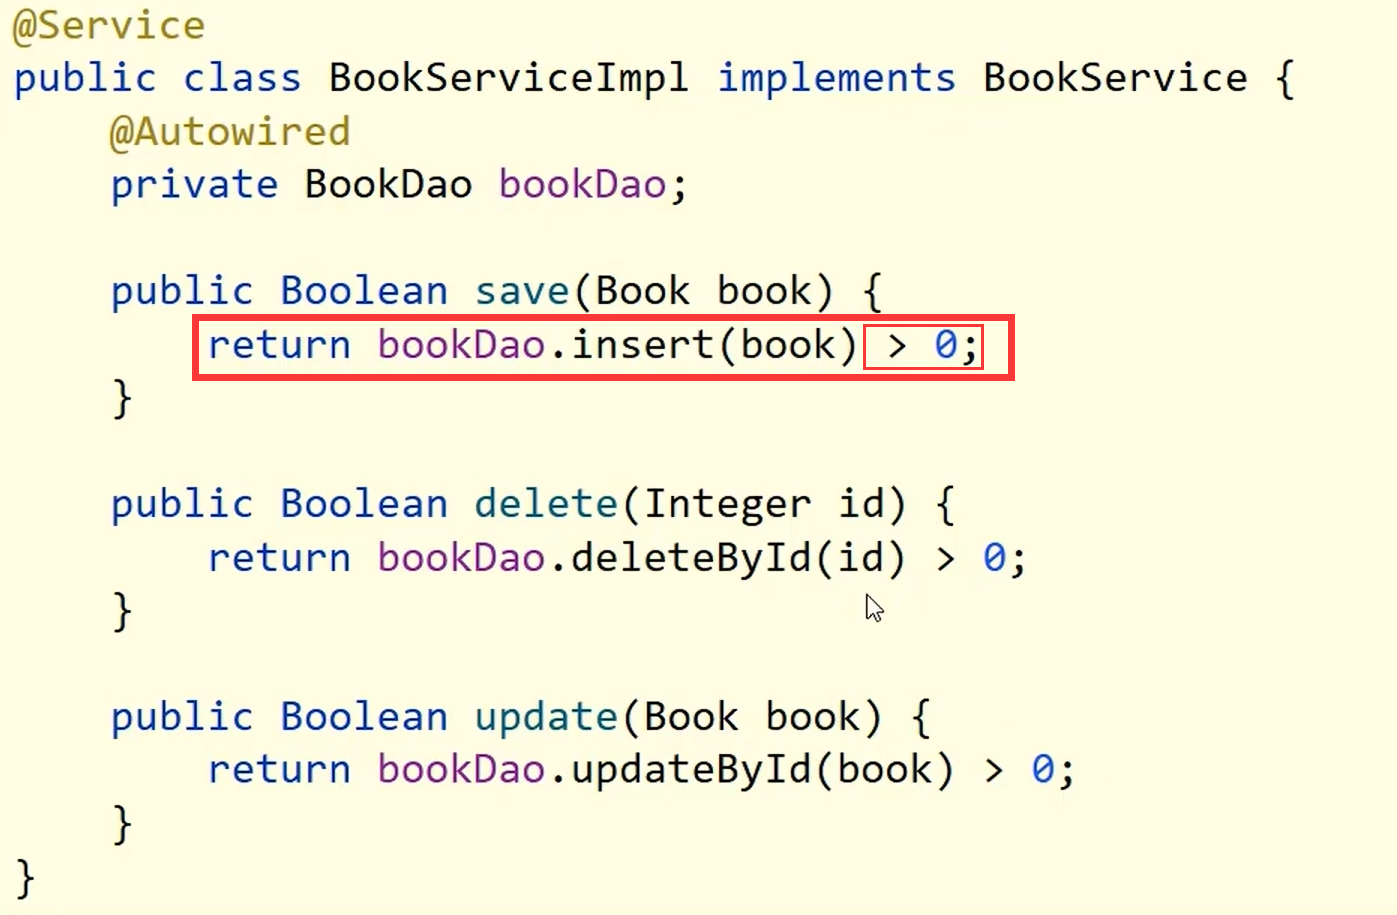 @Service
public class BookServiceImpl implements BookService {
    @Autowired
    private BookDao bookDao;

    public Boolean save(Book book) {
        return bookDao.insert(book) > 0;
    }

    public Boolean delete(Integer id) {
        return bookDao.deleteById(id) > 0;
    }

    public Boolean update(Book book) {
        return bookDao.updateById(book) > 0;
    }
}